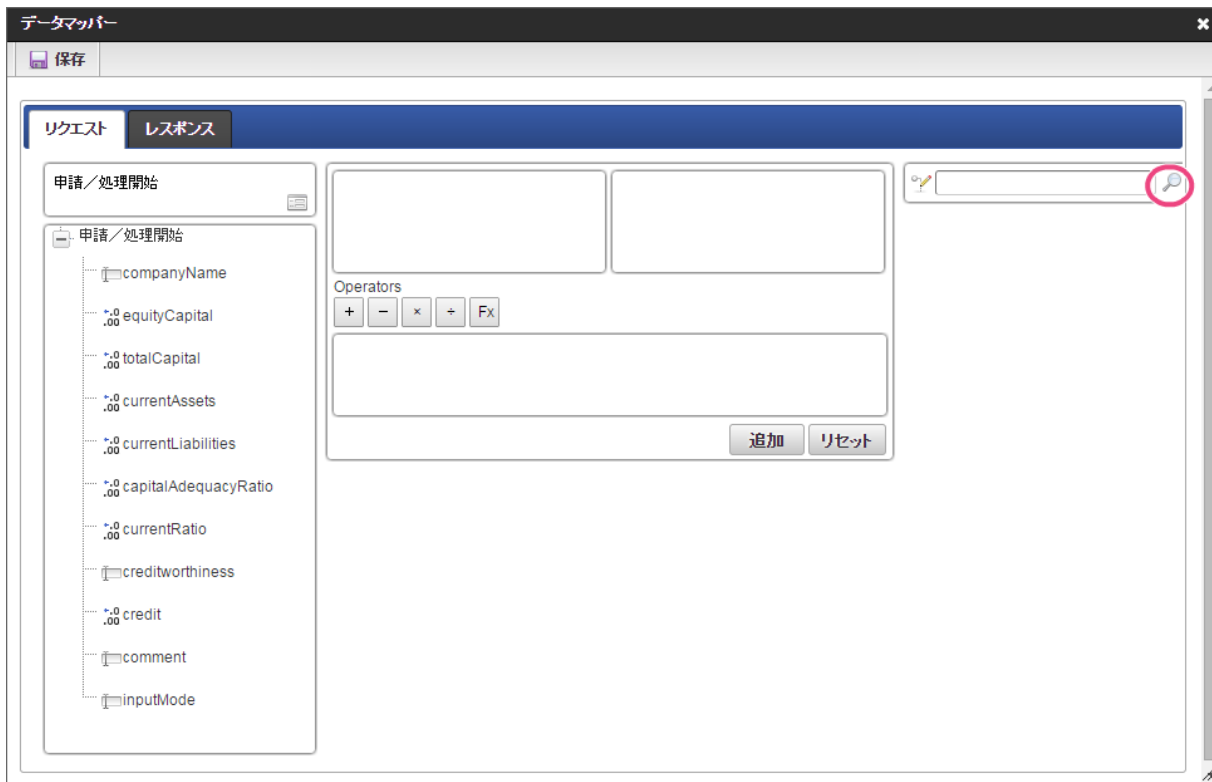 データマッパー
保存
リクエスト レスポンス
申請／処理開始
申請／処理開始
companyName
equityCapital
totalCapital
currentAssets
currentLiabilities
capitalAdequacyRatio
currentRatio
creditworthiness
credit
comment
inputMode
Operators
+ − × ÷ Fx
追加 リセット